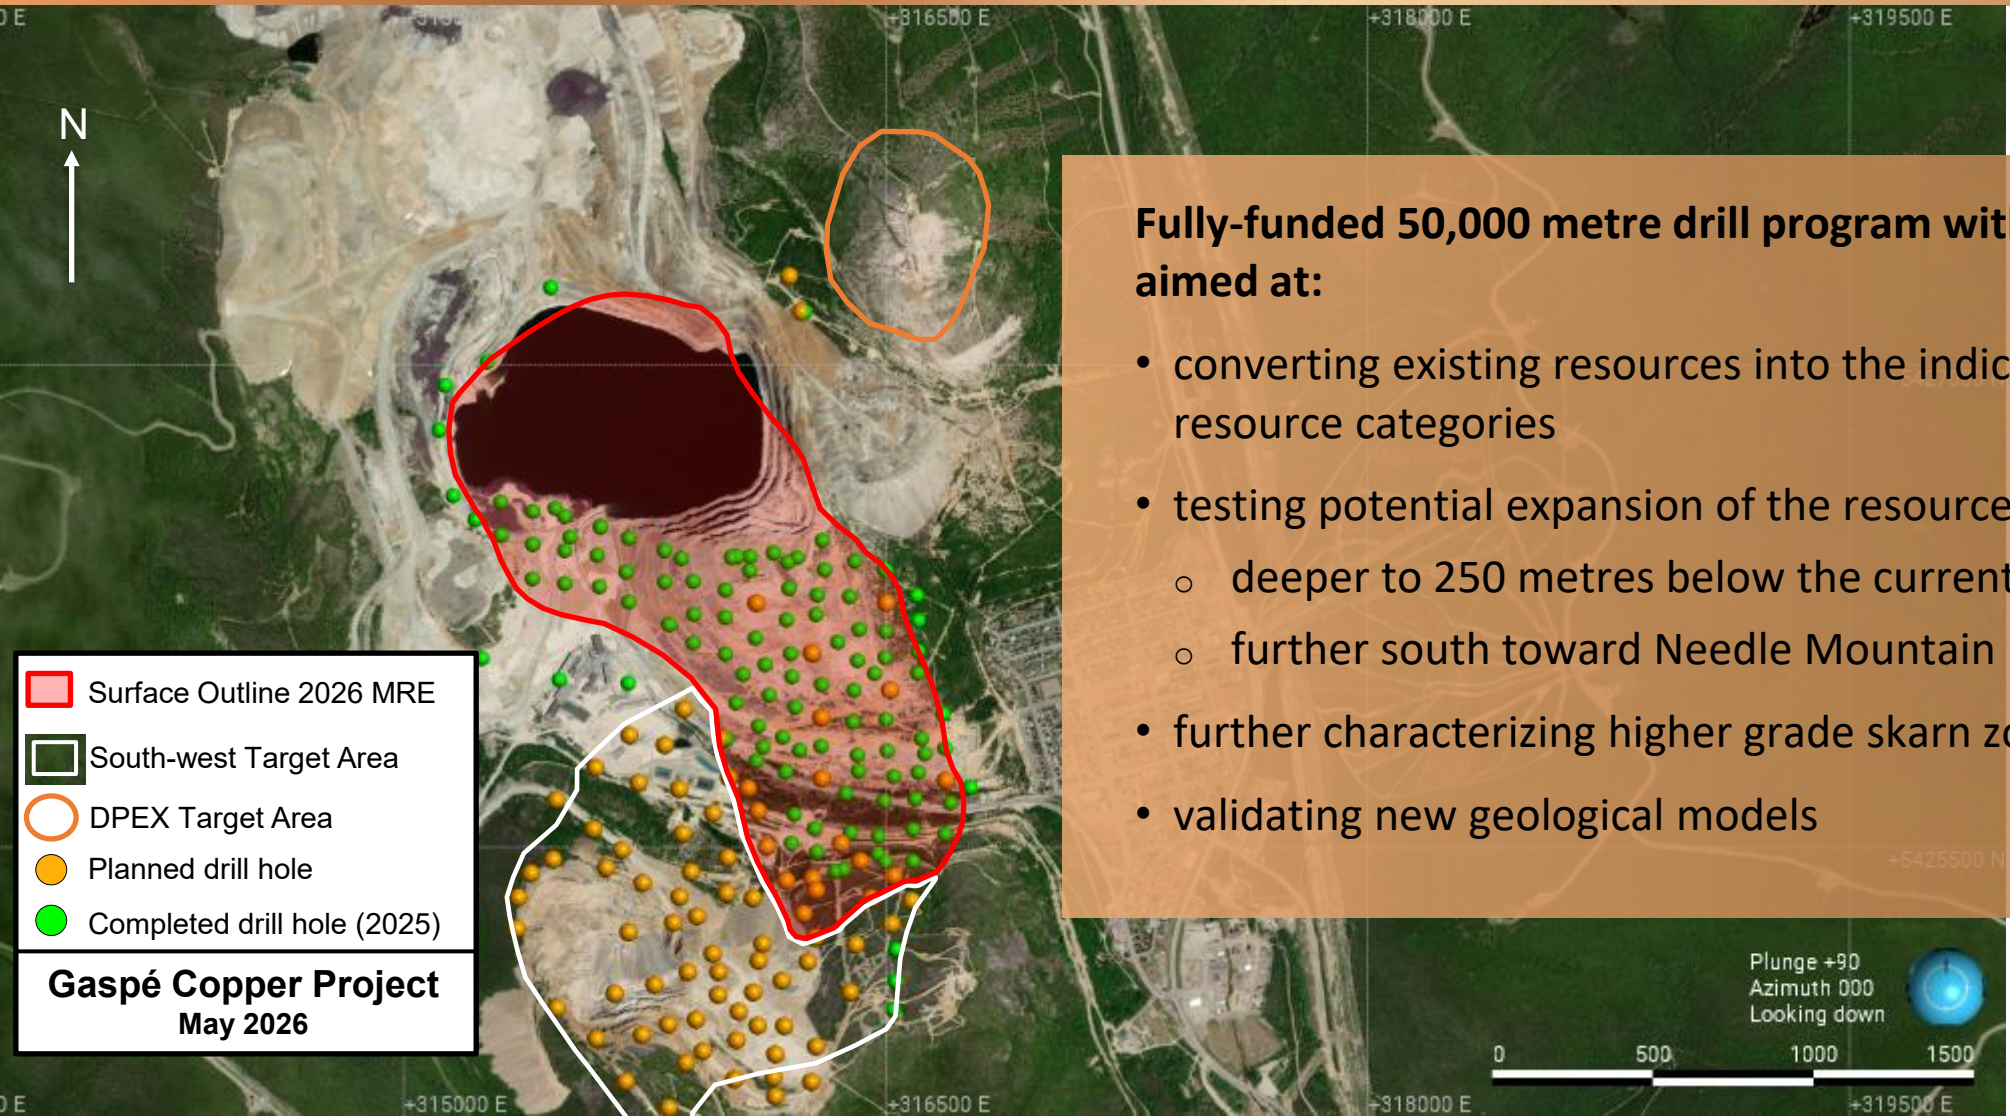 +316500 E
+318000 E
+319500 E
N
Fully-funded 50,000 metre drill program wit
aimed at:
• converting existing resources into the indic
resource categories
• testing potential expansion of the resource
o deeper to 250 metres below the current
o further south toward Needle Mountain
• further characterizing higher grade skarn zo
• validating new geological models
+5425500 N
Surface Outline 2026 MRE
South-west Target Area
DPEX Target Area
Planned drill hole
Completed drill hole (2025)
Gaspé Copper Project
May 2026
Plunge +90
Azimuth 000
Looking down
0 500 1000 1500
0 E
+315000 E
+316500 E
+318000 E
+319500 E